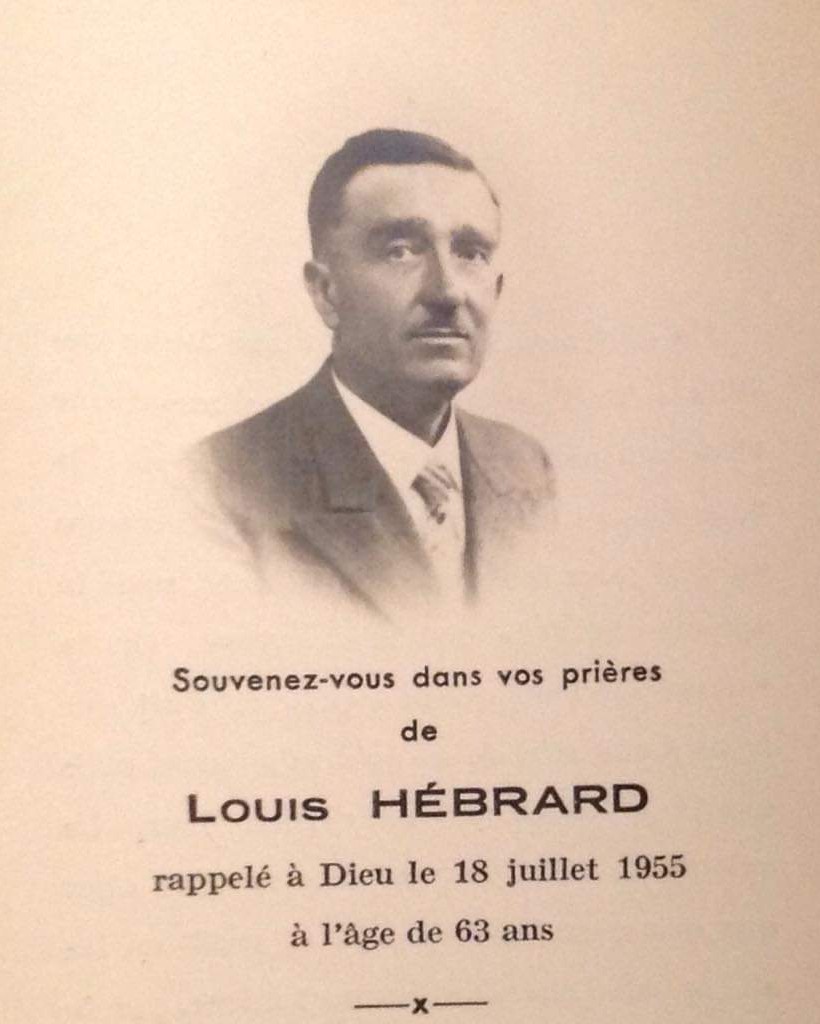 Souvenez-vous dans vos prières
de
Louis HÉBRARD
rappelé à Dieu le 18 juillet 1955
à l'âge de 63 ans
x